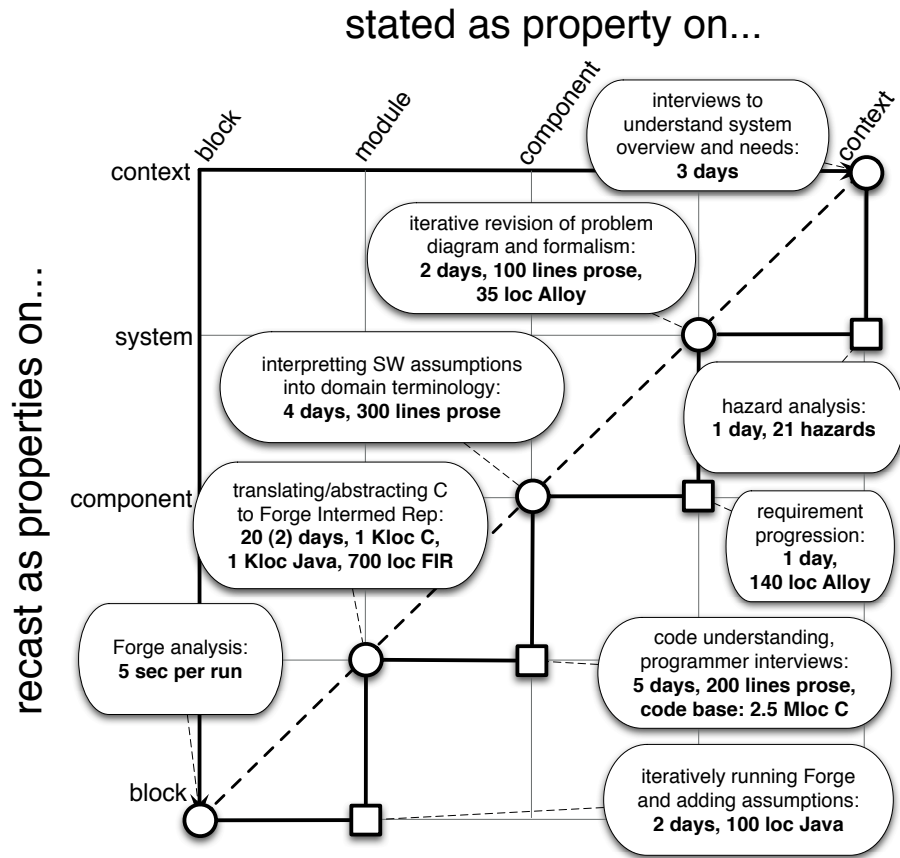 stated as property on...
block
module
component
context
interviews to
understand system
overview and needs:
3 days
context
iterative revision of problem
diagram and formalism:
2 days, 100 lines prose,
35 loc Alloy
recast as properties on...
system
interpretting SW assumptions
into domain terminology:
4 days, 300 lines prose
hazard analysis:
1 day, 21 hazards
component
translating/abstracting C
to Forge Intermed Rep:
20 (2) days, 1 Kloc C,
1 Kloc Java, 700 loc FIR
requirement
progression:
1 day,
140 loc Alloy
Forge analysis:
5 sec per run
code understanding,
programmer interviews:
5 days, 200 lines prose,
code base: 2.5 Mloc C
block
iteratively running Forge
and adding assumptions:
2 days, 100 loc Java